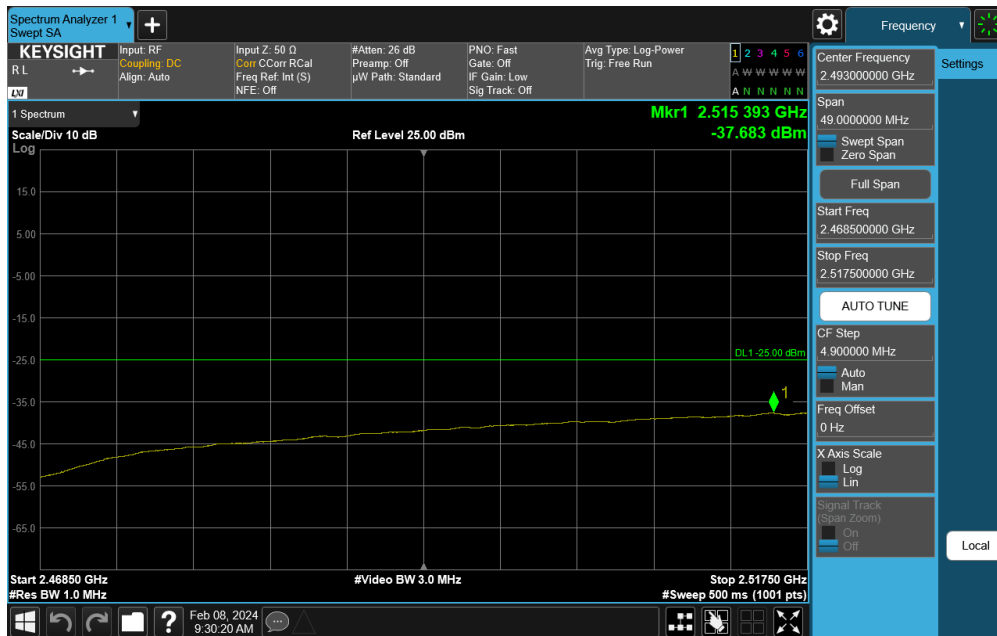 Spectrum Analyzer 1
Swept SA
+
Frequency
KEYSIGHT
R L
LXI
Input: RF
Coupling: DC
Align: Auto
Input Z: 50 Ω
Corr CCorr RCal
Freq Ref: Int (S)
NFE: Off
#Atten: 26 dB
Preamp: Off
µW Path: Standard
PNO: Fast
Gate: Off
IF Gain: Low
Sig Track: Off
Avg Type: Log-Power
Trig: Free Run
1 2 3 4 5 6
A W W W W W
A N N N N N
1 Spectrum
Scale/Div 10 dB
Log
Ref Level 25.00 dBm
Mkr1 2.515 393 GHz
-37.683 dBm
15.0
5.00
-5.00
-15.0
-25.0
-35.0
-45.0
-55.0
-65.0
DL1 -25.00 dBm
1
Start 2.46850 GHz
#Res BW 1.0 MHz
#Video BW 3.0 MHz
Stop 2.51750 GHz
#Sweep 500 ms (1001 pts)
Center Frequency
2.493000000 GHz
Settings
Span
49.0000000 MHz
Swept Span
Zero Span
Full Span
Start Freq
2.468500000 GHz
Stop Freq
2.517500000 GHz
AUTO TUNE
CF Step
4.900000 MHz
Auto
Man
Freq Offset
0 Hz
X Axis Scale
Log
Lin
Signal Track
(Span Zoom)
On
Off
Local
?
Feb 08, 2024
9:30:20 AM